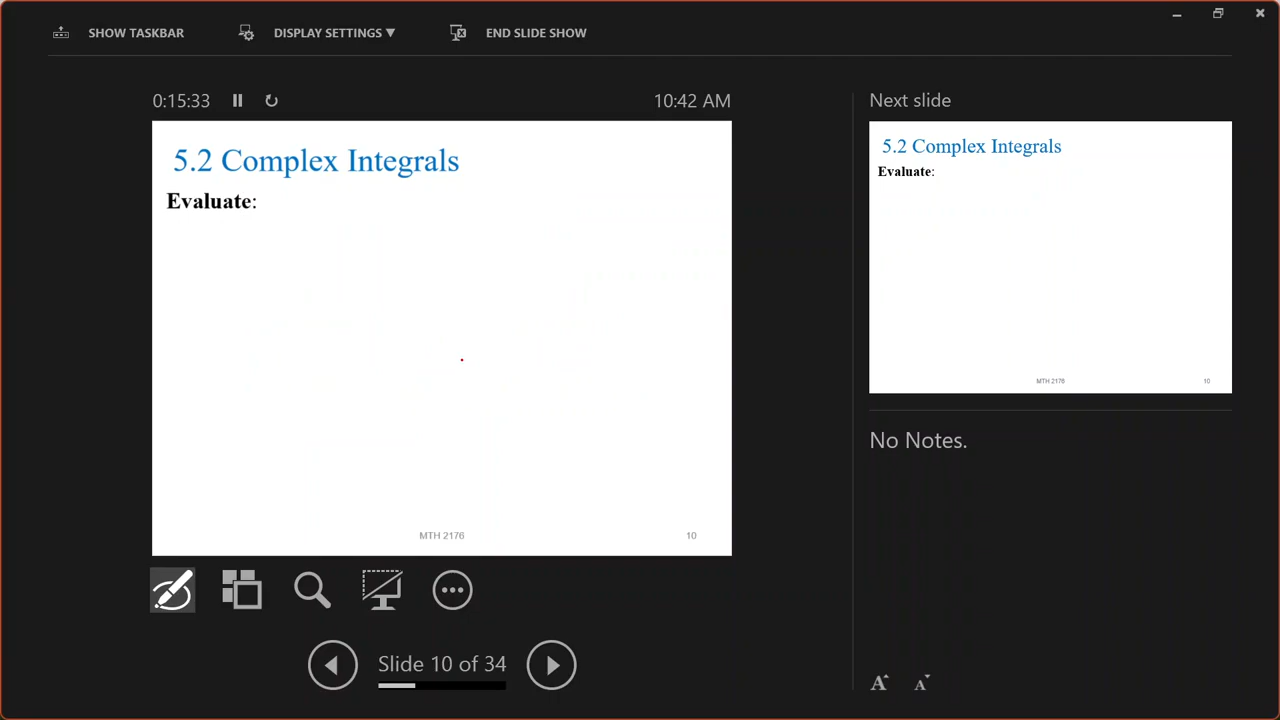 SHOW TASKBAR DISPLAY SETTINGS ▼ END SLIDE SHOW
0:15:33 10:42 AM
5.2 Complex Integrals
Evaluate:
MTH 2176 10
Slide 10 of 34
Next slide
5.2 Complex Integrals
Evaluate:
MTH 2176 10
No Notes.
A A